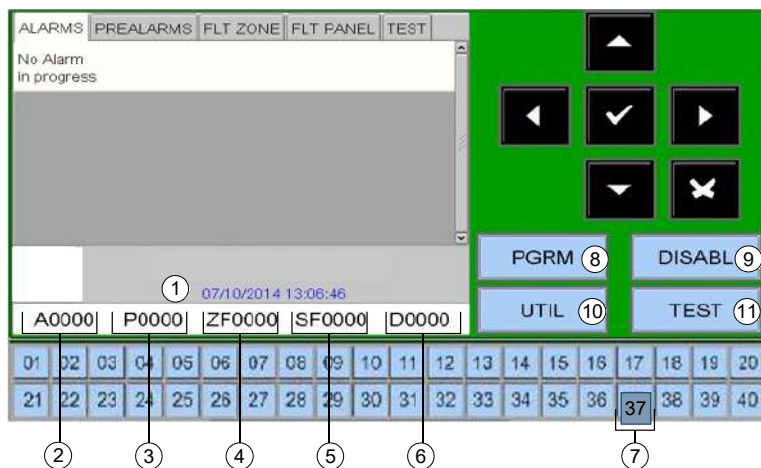 ALARMS PREALARMS FLT ZONE FLT PANEL TEST
No Alarm
in progress
PGRM 8 DISABL 9
1
07/10/2014 13:06:46
UTIL 10 TEST 11
A0000 P0000 ZF0000 SF0000 D0000
01 02 03 04 05 06 07 08 09 10 11 12 13 14 15 16 17 18 19 20
21 22 23 24 25 26 27 28 29 30 31 32 33 34 35 36 37 38 39 40
2 3 4 5 6 7